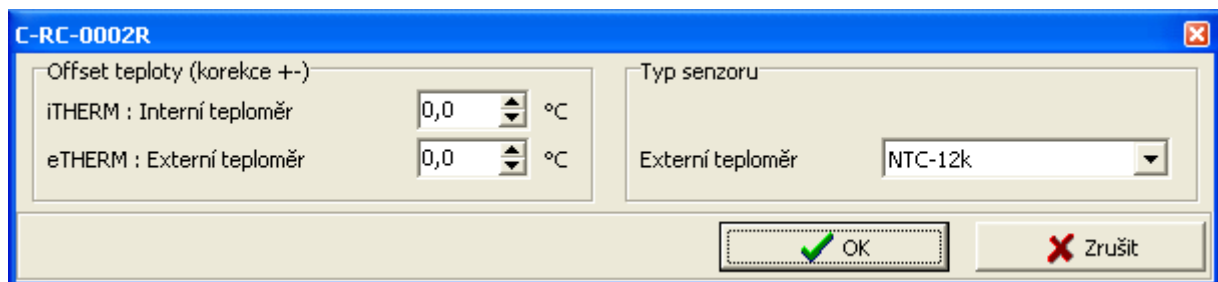 C-RC-0002R
Offset teploty (korekce +-)
iTHERM : Interní teploměr 0,0 °C
eTHERM : Externí teploměr 0,0 °C
Typ senzoru
Externí teploměr NTC-12k
OK Zrušit